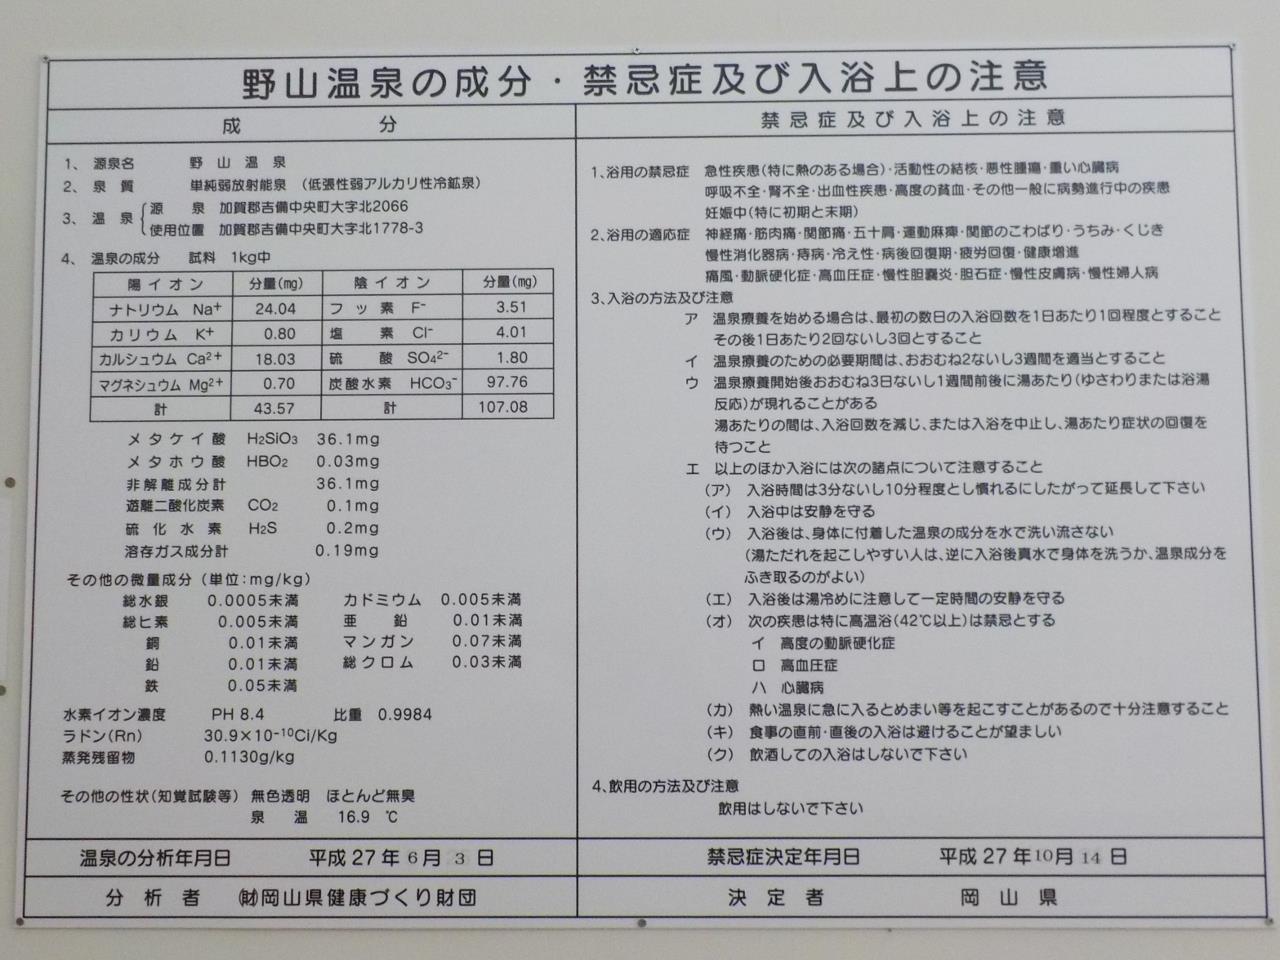 野山温泉の成分・禁忌症及び入浴上の注意
成 分
1、 源泉名 野 山 温 泉
2、 泉 質 単純弱放射能泉 (低張性弱アルカリ性冷鉱泉)
3、 温 泉 源 泉 加賀郡吉備中央町大字北2066
使用位置 加賀郡吉備中央町大字北1778-3
4、 温泉の成分 試料 1kg中
陽イオン 分量(mg) 陰イオン 分量(mg)
ナトリウム Na⁺ 24.04 フッ素 F⁻ 3.51
カリウム K⁺ 0.80 塩 素 Cl⁻ 4.01
カルシュウム Ca²⁺ 18.03 硫 酸 SO₄²⁻ 1.80
マグネシュウム Mg²⁺ 0.70 炭酸水素 HCO₃⁻ 97.76
計 43.57 計 107.08
メタケイ酸 H₂SiO₃ 36.1mg
メタホウ酸 HBO₂ 0.03mg
非解離成分計 36.1mg
遊離二酸化炭素 CO₂ 0.1mg
硫化水素 H₂S 0.2mg
溶存ガス成分計 0.19mg
その他の微量成分(単位:mg/kg)
総水銀 0.0005未満 カドミウム 0.005未満
総ヒ素 0.005未満 亜 鉛 0.01未満
銅 0.01未満 マンガン 0.07未満
鉛 0.01未満 総クロム 0.03未満
鉄 0.05未満
水素イオン濃度 PH 8.4 比重 0.9984
ラドン(Rn) 30.9×10⁻¹⁰Ci/Kg
蒸発残留物 0.1130g/kg
その他の性状(知覚試験等) 無色透明 ほとんど無臭
泉 温 16.9 ℃
温泉の分析年月日 平成27年6月3日
分 析 者 ㈶岡山県健康づくり財団
禁忌症及び入浴上の注意
1、浴用の禁忌症 急性疾患(特に熱のある場合)・活動性の結核・悪性腫瘍・重い心臓病
呼吸不全・腎不全・出血性疾患・高度の貧血・その他一般に病勢進行中の疾患
妊娠中(特に初期と末期)
2、浴用の適応症 神経痛・筋肉痛・関節痛・五十肩・運動麻痺・関節のこわばり・うちみ・くじき
慢性消化器病・痔病・冷え性・病後回復期・疲労回復・健康増進
痛風・動脈硬化症・高血圧症・慢性胆嚢炎・胆石症・慢性皮膚病・慢性婦人病
3、入浴の方法及び注意
ア 温泉療養を始める場合は、最初の数日の入浴回数を1日あたり1回程度とすること
その後1日あたり2回ないし3回とすること
イ 温泉療養のための必要期間は、おおむね2ないし3週間を適当とすること
ウ 温泉療養開始後おおむね3日ないし1週間前後に湯あたり(ゆさわりまたは浴湯
反応)が現れることがある
湯あたりの間は、入浴回数を減じ、または入浴を中止し、湯あたり症状の回復を
待つこと
エ 以上のほか入浴には次の諸点について注意すること
(ア) 入浴時間は3分ないし10分程度とし慣れるにしたがって延長して下さい
(イ) 入浴中は安静を守る
(ウ) 入浴後は、身体に付着した温泉の成分を水で洗い流さない
(湯ただれを起こしやすい人は、逆に入浴後真水で身体を洗うか、温泉成分を
ふき取るのがよい)
(エ) 入浴後は湯冷めに注意して一定時間の安静を守る
(オ) 次の疾患は特に高温浴(42℃以上)は禁忌とする
イ 高度の動脈硬化症
ロ 高血圧症
ハ 心臓病
(カ) 熱い温泉に急に入るとめまい等を起こすことがあるので十分注意すること
(キ) 食事の直前・直後の入浴は避けることが望ましい
(ク) 飲酒しての入浴はしないで下さい
4、飲用の方法及び注意
飲用はしないで下さい
禁忌症決定年月日 平成27年10月14日
決 定 者 岡 山 県